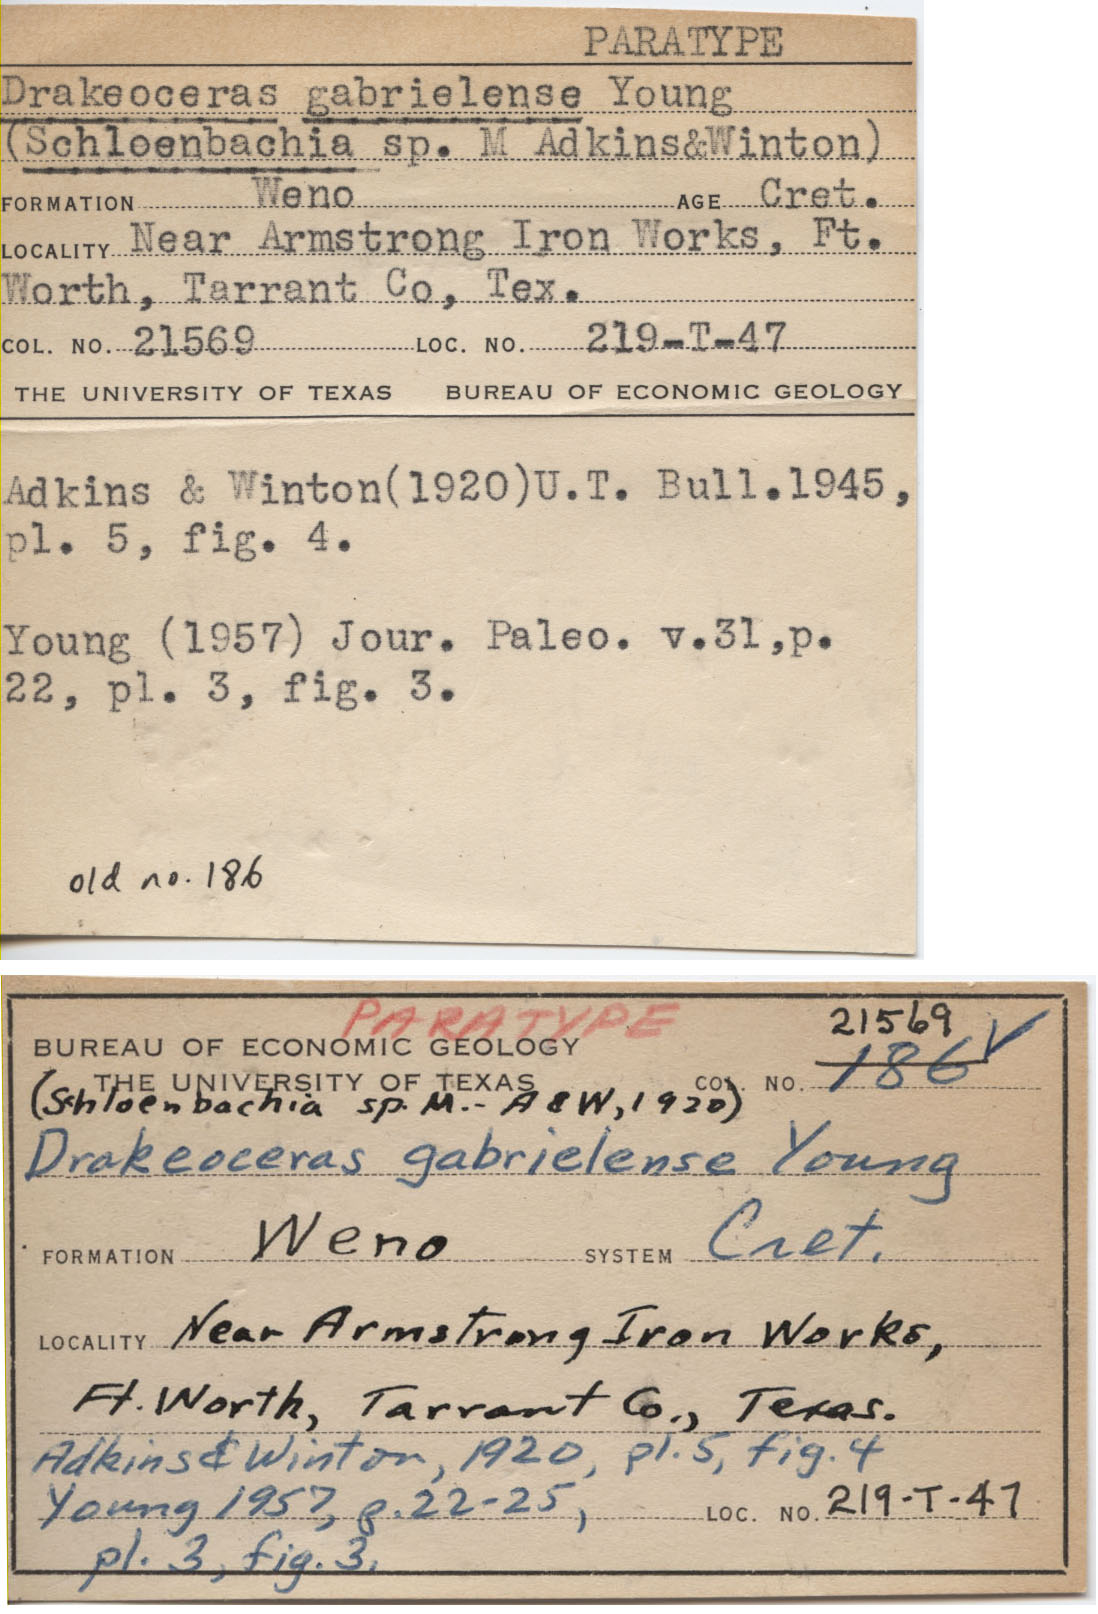 PARATYPE
Drakeoceras gabrielense Young
(Schloenbachia sp. M Adkins&Winton)
FORMATION Weno AGE Cret.
LOCALITY Near Armstrong Iron Works, Ft.
Worth, Tarrant Co, Tex.
COL. NO. 21569 LOC. NO. 219-T-47
THE UNIVERSITY OF TEXAS BUREAU OF ECONOMIC GEOLOGY
Adkins & Winton(1920)U.T. Bull.1945,
pl. 5, fig. 4.
Young (1957) Jour. Paleo. v.31,p.
22, pl. 3, fig. 3.
old no. 186
PARATYPE
21569
BUREAU OF ECONOMIC GEOLOGY
THE UNIVERSITY OF TEXAS COL. NO. 186 ✓
(Schloenbachia sp. M.- A & W, 1920)
Drakeoceras gabrielense Young
FORMATION Weno SYSTEM Cret.
LOCALITY Near Armstrong Iron Works,
Ft. Worth, Tarrant Co., Texas.
Adkins & Winton, 1920, pl. 5, fig. 4
Young 1957, p. 22-25, LOC. NO. 219-T-47
pl. 3, fig. 3.